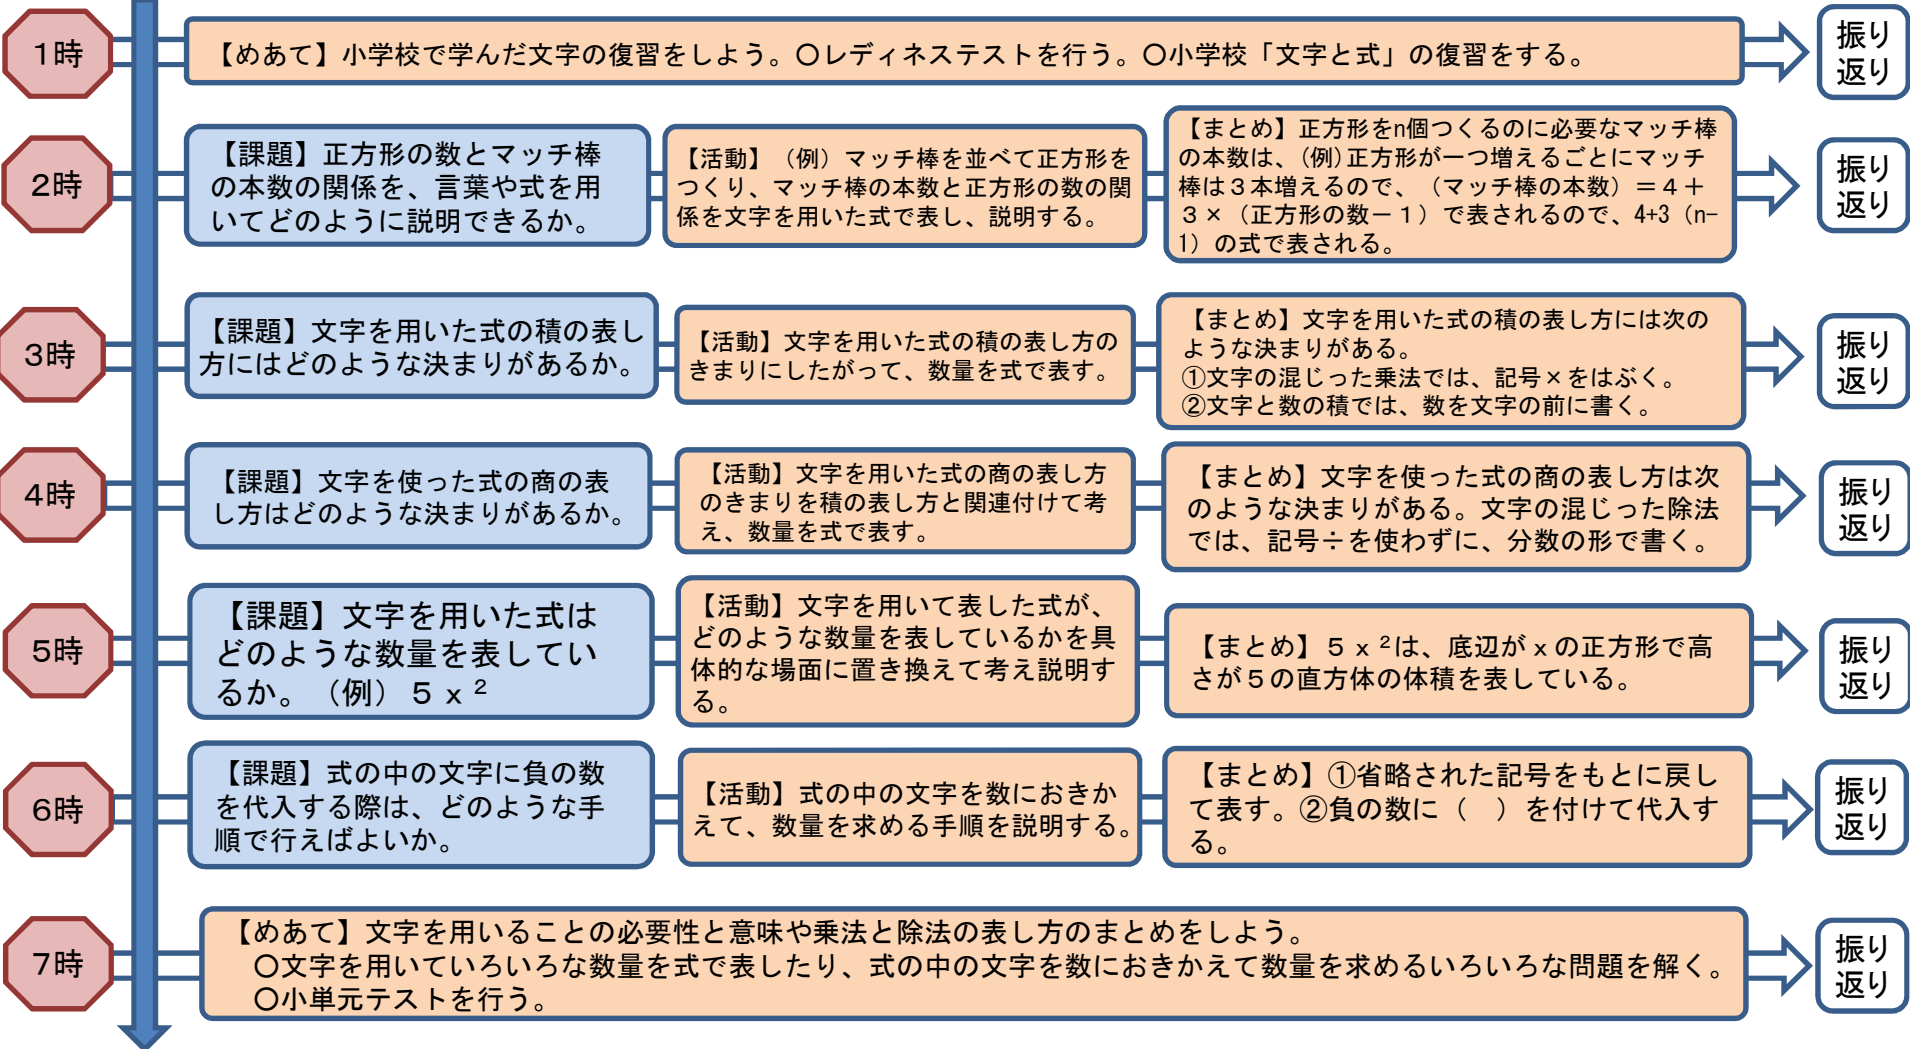 1時
【めあて】小学校で学んだ文字の復習をしよう。〇レディネステストを行う。〇小学校「文字と式」の復習をする。
振り
返り
2時
【課題】正方形の数とマッチ棒
の本数の関係を、言葉や式を用
いてどのように説明できるか。
【活動】（例）マッチ棒を並べて正方形を
つくり、マッチ棒の本数と正方形の数の関
係を文字を用いた式で表し、説明する。
【まとめ】正方形をn個つくるのに必要なマッチ棒
の本数は、(例)正方形が一つ増えるごとにマッチ
棒は３本増えるので、（マッチ棒の本数）＝４＋
３×（正方形の数－１）で表されるので、4+3（n-
1）の式で表される。
振り
返り
3時
【課題】文字を用いた式の積の表し
方にはどのような決まりがあるか。
【活動】文字を用いた式の積の表し方の
きまりにしたがって、数量を式で表す。
【まとめ】文字を用いた式の積の表し方には次の
ような決まりがある。
①文字の混じった乗法では、記号×をはぶく。
②文字と数の積では、数を文字の前に書く。
振り
返り
4時
【課題】文字を使った式の商の表
し方はどのような決まりがあるか。
【活動】文字を用いた式の商の表し方
のきまりを積の表し方と関連付けて考
え、数量を式で表す。
【まとめ】文字を使った式の商の表し方は次
のような決まりがある。文字の混じった除法
では、記号÷を使わずに、分数の形で書く。
振り
返り
5時
【課題】文字を用いた式は
どのような数量を表してい
るか。（例）５ｘ²
【活動】文字を用いて表した式が、
どのような数量を表しているかを具
体的な場面に置き換えて考え説明す
る。
【まとめ】５ｘ²は、底辺がｘの正方形で高
さが５の直方体の体積を表している。
振り
返り
6時
【課題】式の中の文字に負の数
を代入する際は、どのような手
順で行えばよいか。
【活動】式の中の文字を数におきか
えて、数量を求める手順を説明する。
【まとめ】①省略された記号をもとに戻し
て表す。②負の数に（　）を付けて代入す
る。
振り
返り
7時
【めあて】文字を用いることの必要性と意味や乗法と除法の表し方のまとめをしよう。
〇文字を用いていろいろな数量を式で表したり、式の中の文字を数におきかえて数量を求めるいろいろな問題を解く。
〇小単元テストを行う。
振り
返り